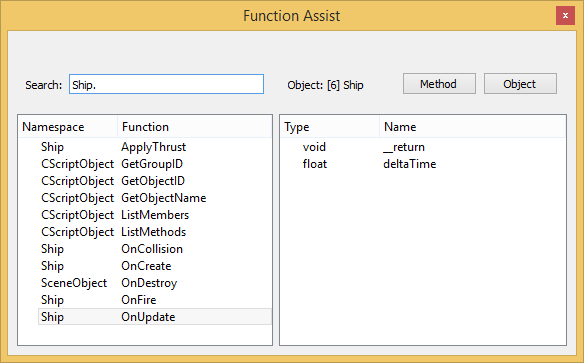 Function Assist
x
Search: Ship. Object: [6] Ship Method Object
Namespace Function Type Name
Ship ApplyThrust void __return
CScriptObject GetGroupID float deltaTime
CScriptObject GetObjectID
CScriptObject GetObjectName
CScriptObject ListMembers
CScriptObject ListMethods
Ship OnCollision
Ship OnCreate
SceneObject OnDestroy
Ship OnFire
Ship OnUpdate